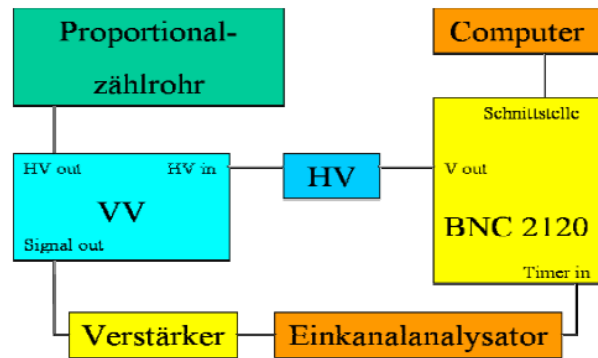 Proportional-
zählrohr
Computer
Schnittstelle
HV out
HV in
VV
Signal out
HV
V out
BNC 2120
Timer in
Verstärker
Einkanalanalysator